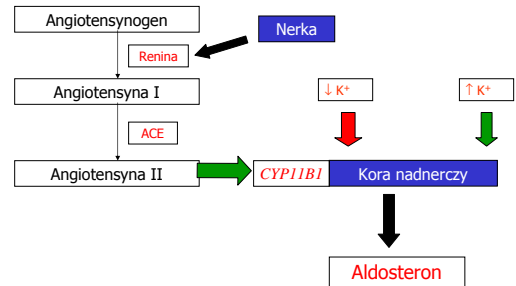 Angiotensynogen
Nerka
Renina
Angiotensyna I
↓ K⁺
↑ K⁺
ACE
Angiotensyna II
CYP11B1
Kora nadnerczy
Aldosteron